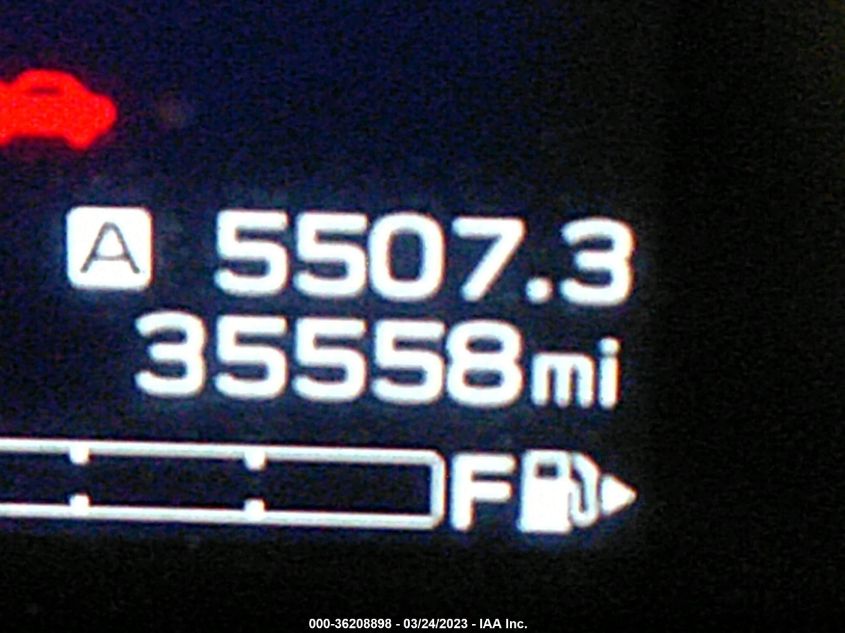 A 5507.3
35558mi
F
000-36208898 - 03/24/2023 - IAA Inc.